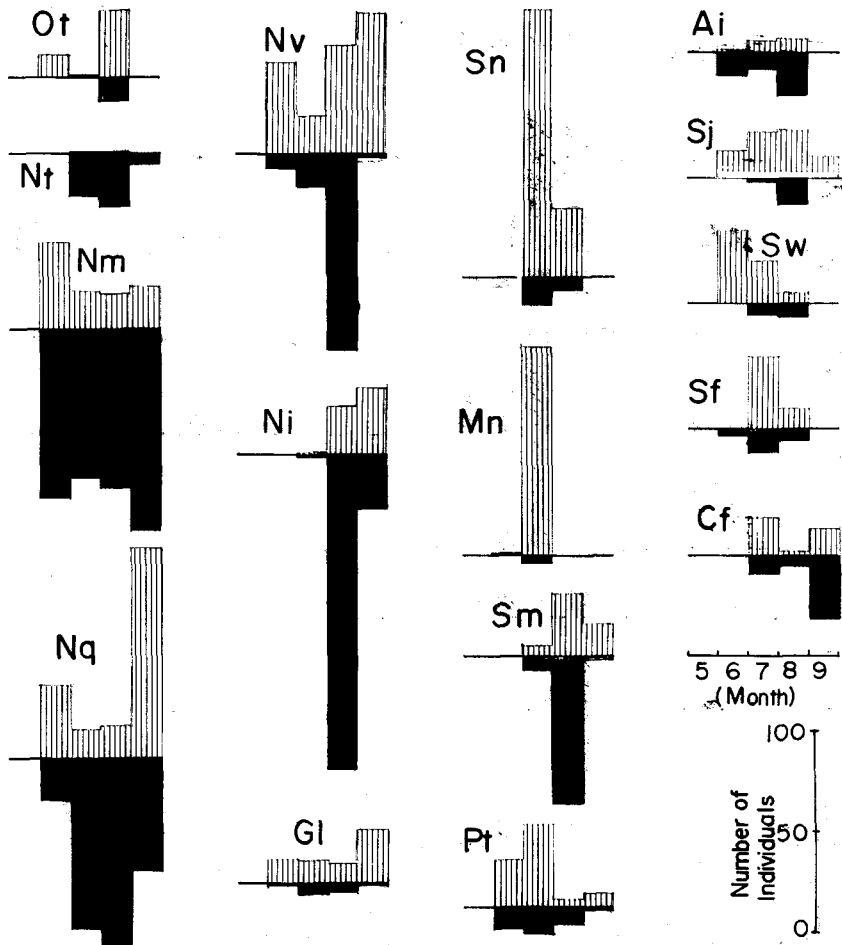 Ot
Nt
Nm
Nq
Nv
Ni
Gl
Sn
Mn
Sm
Pt
Ai
Sj
Sw
Sf
Cf
5 6 7 8 9
(Month)
100
50
0
Number of
Individuals